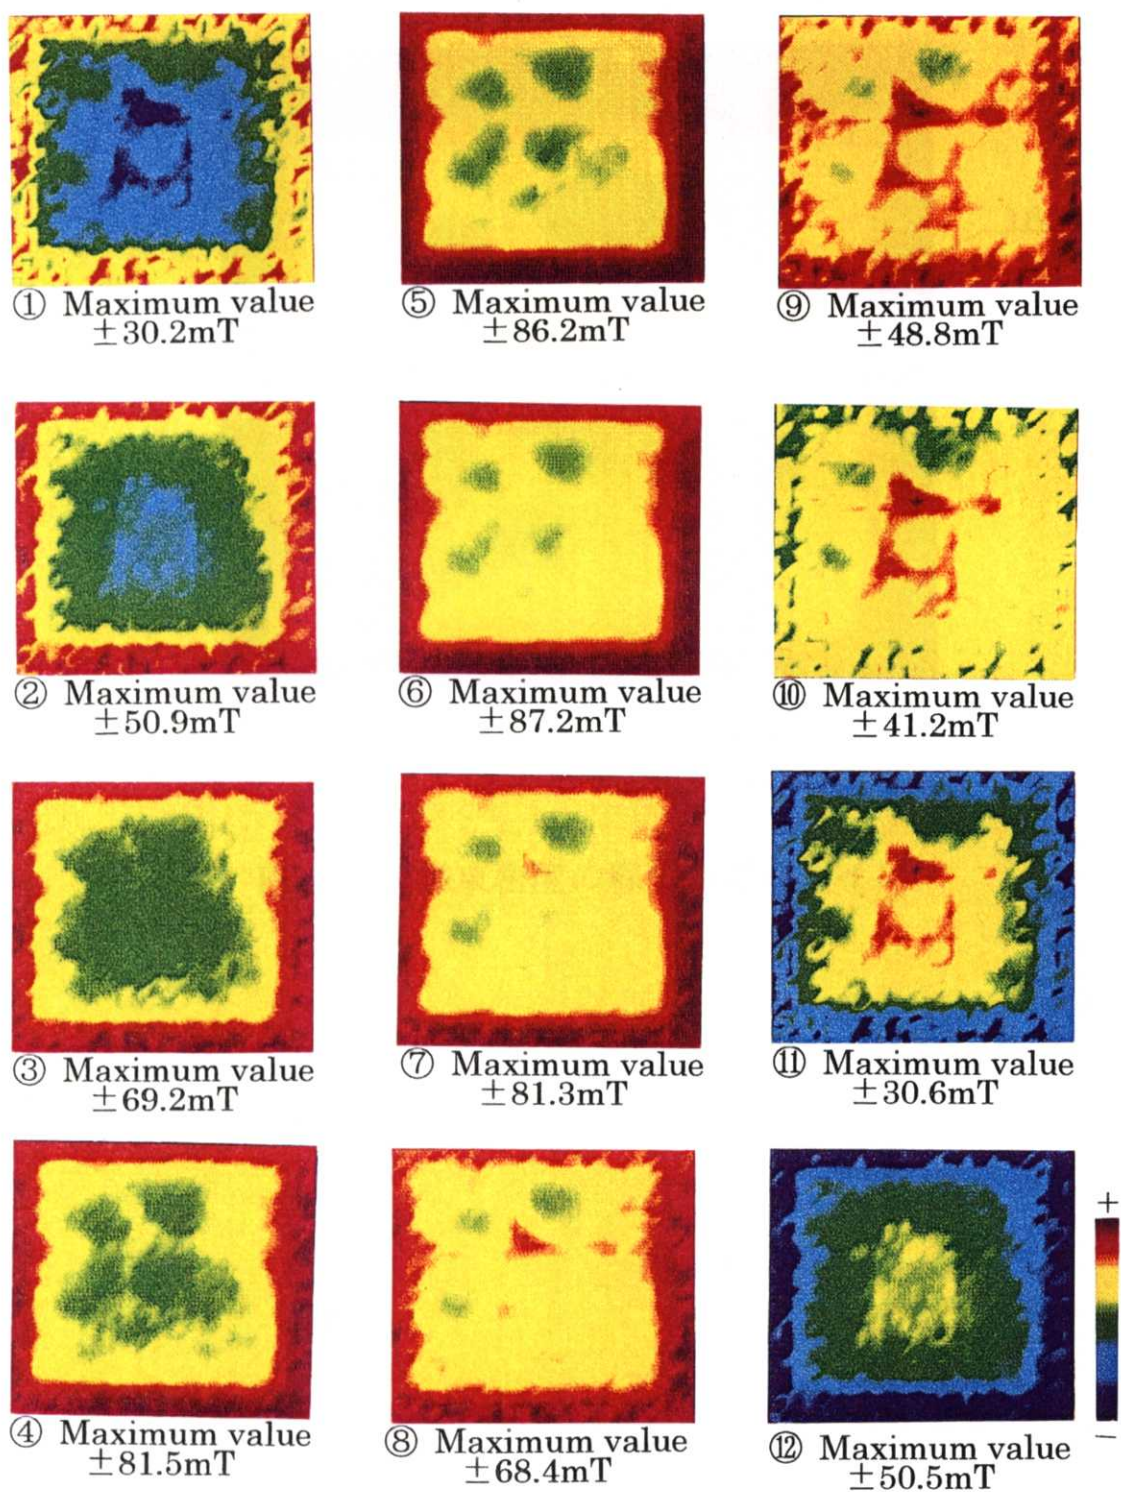 ① Maximum value
±30.2mT
② Maximum value
±50.9mT
③ Maximum value
±69.2mT
④ Maximum value
±81.5mT
⑤ Maximum value
±86.2mT
⑥ Maximum value
±87.2mT
⑦ Maximum value
±81.3mT
⑧ Maximum value
±68.4mT
⑨ Maximum value
±48.8mT
⑩ Maximum value
±41.2mT
⑪ Maximum value
±30.6mT
⑫ Maximum value
±50.5mT
+
−